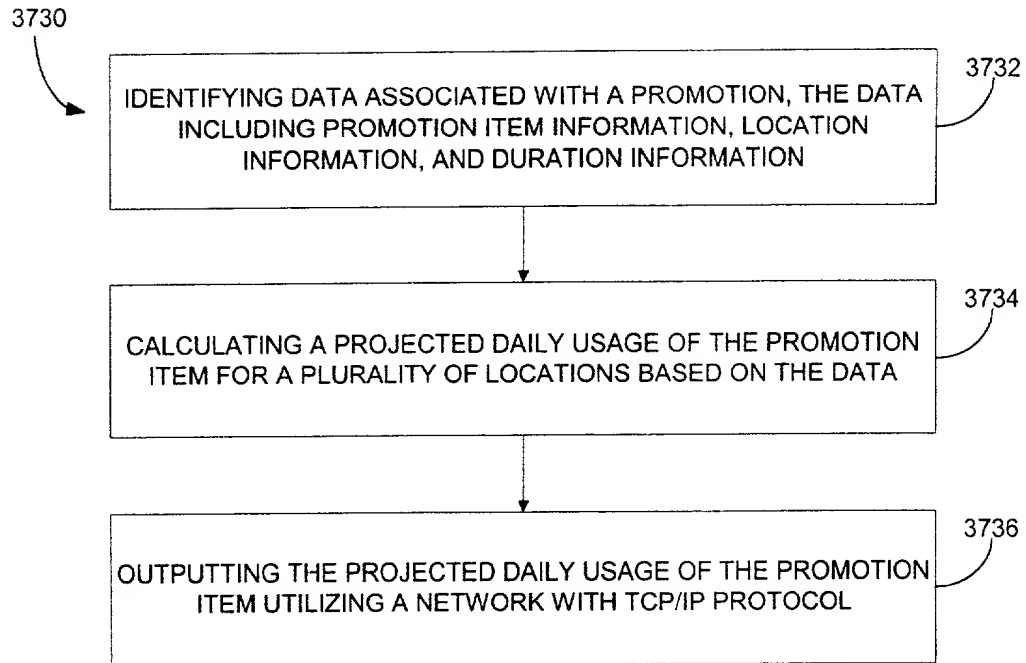 3730
3732
IDENTIFYING DATA ASSOCIATED WITH A PROMOTION, THE DATA
INCLUDING PROMOTION ITEM INFORMATION, LOCATION
INFORMATION, AND DURATION INFORMATION
3734
CALCULATING A PROJECTED DAILY USAGE OF THE PROMOTION
ITEM FOR A PLURALITY OF LOCATIONS BASED ON THE DATA
3736
OUTPUTTING THE PROJECTED DAILY USAGE OF THE PROMOTION
ITEM UTILIZING A NETWORK WITH TCP/IP PROTOCOL